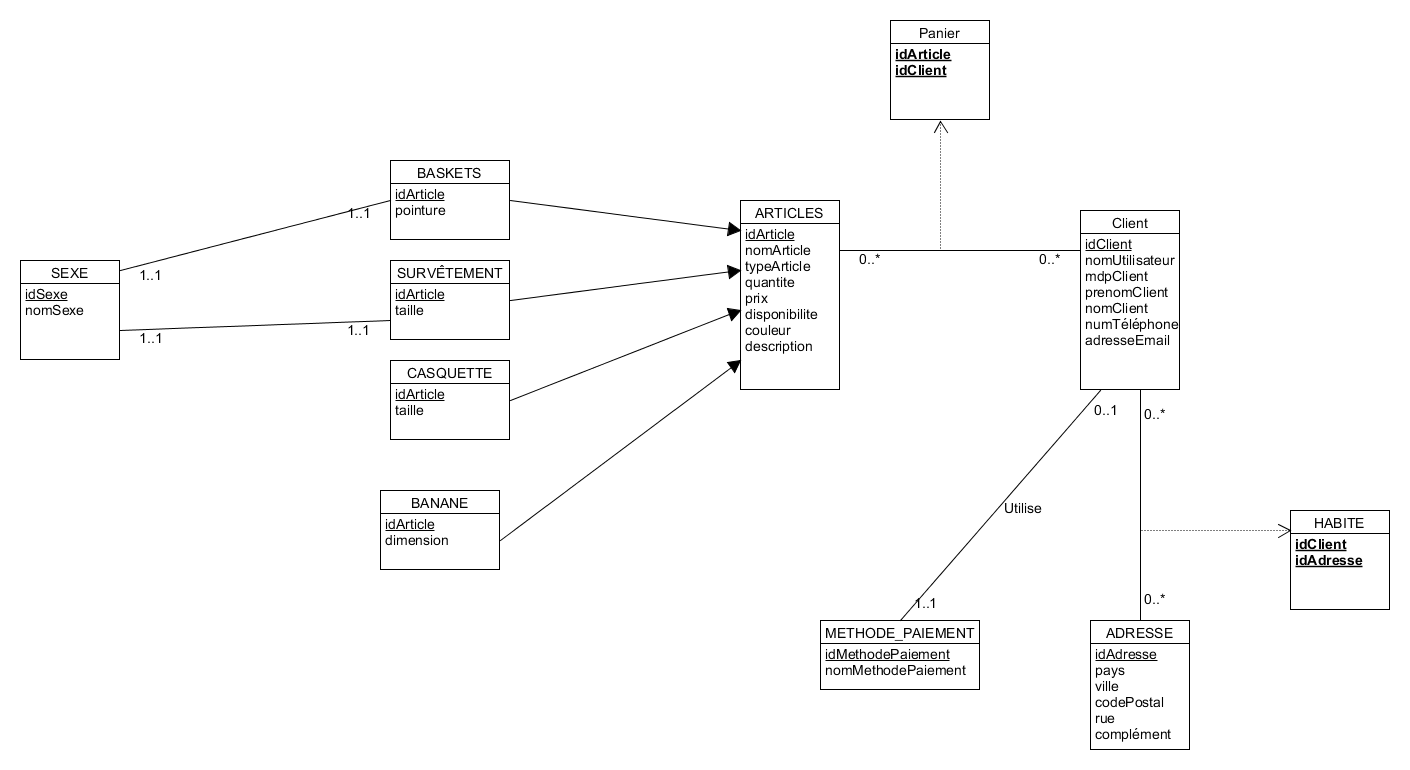 Panier
idArticle
idClient
BASKETS
idArticle
pointure
1..1
SEXE
idSexe
nomSexe
1..1
1..1
SURVÊTEMENT
idArticle
taille
1..1
CASQUETTE
idArticle
taille
BANANE
idArticle
dimension
ARTICLES
idArticle
nomArticle
typeArticle
quantite
prix
disponibilite
couleur
description
0..*
0..*
Client
idClient
nomUtilisateur
mdpClient
prenomClient
nomClient
numTéléphone
adresseEmail
0..1
0..*
Utilise
HABITE
idClient
idAdresse
1..1
0..*
METHODE_PAIEMENT
idMethodePaiement
nomMethodePaiement
ADRESSE
idAdresse
pays
ville
codePostal
rue
complément